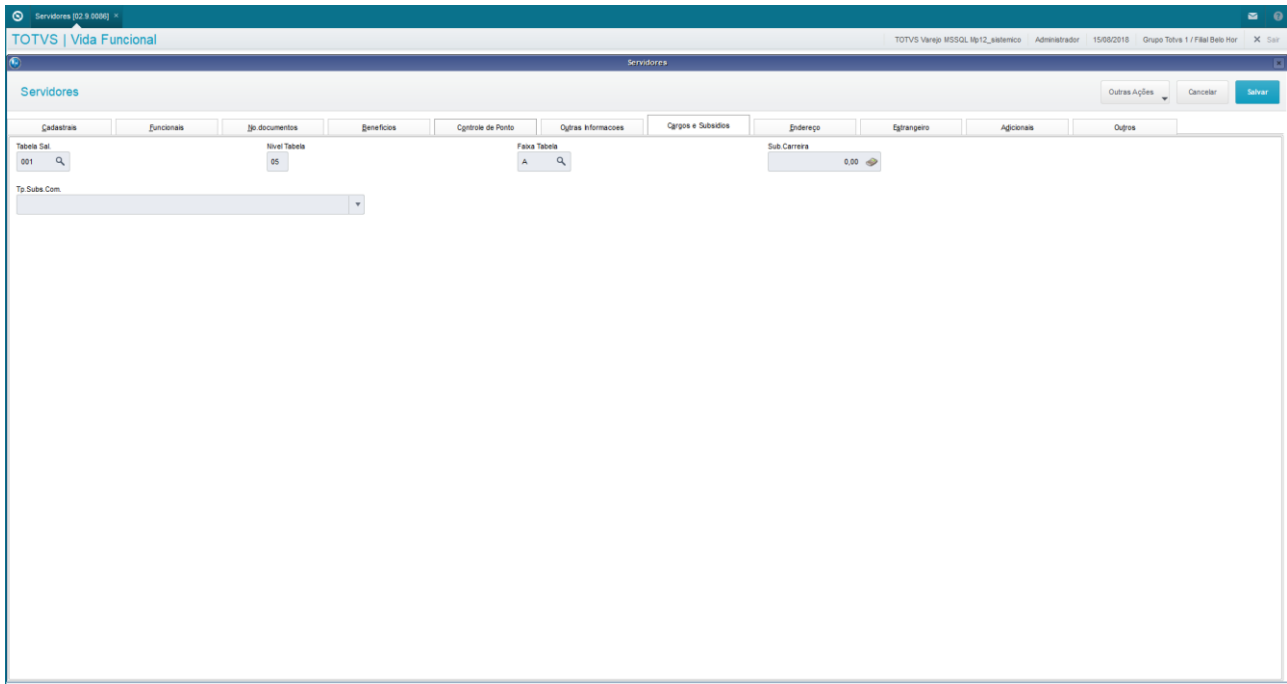 Servidores [02.9.0086] ×
TOTVS | Vida Funcional
TOTVS Varejo MSSQL Mp12_sistemico Administrador 15/08/2018 Grupo Totvs 1 / Filial Belo Hor X Sair
Servidores
Servidores
Outras Ações Cancelar Salvar
Cadastrais Funcionais No.documentos Beneficios Controle de Ponto Outras Informacoes Cargos e Subsidios Endereço Estrangeiro Adicionais Outros
Tabela Sal. Nivel Tabela Faixa Tabela Sub.Carreira
001 05 A 0,00
Tp.Subs.Com.